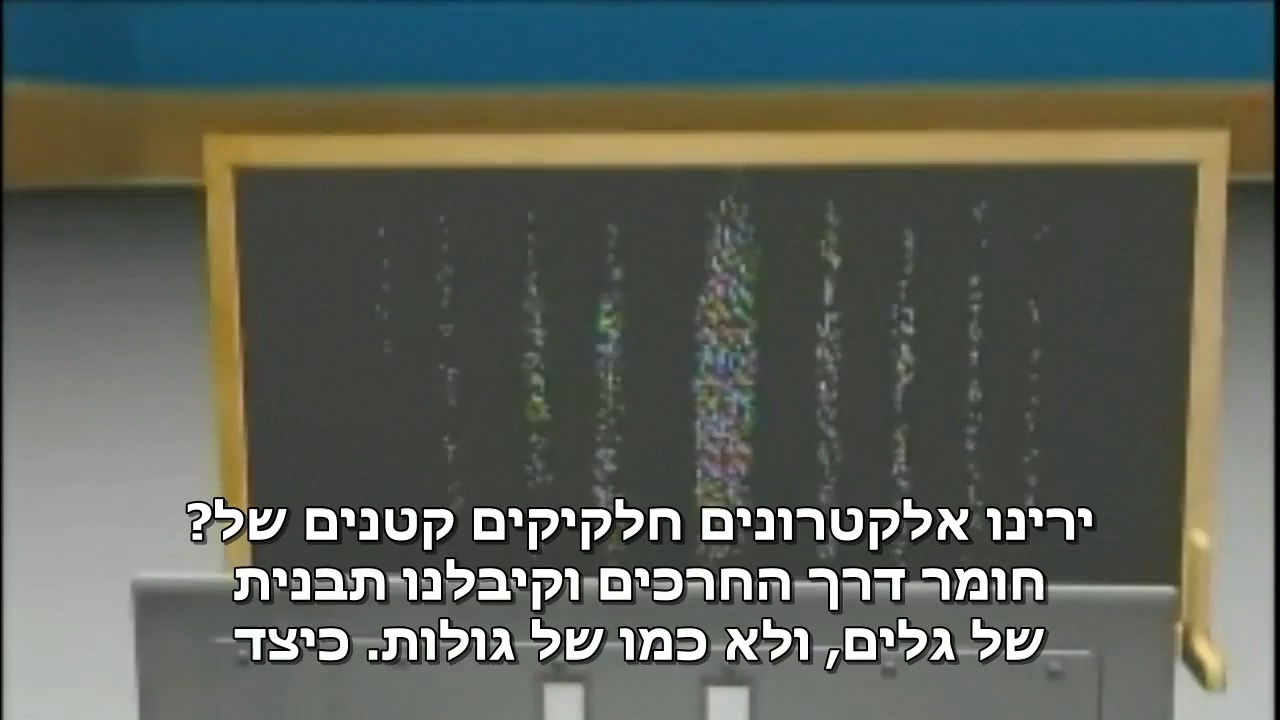 ירינו אלקטרונים חלקיקים קטנים של?
חומר דרך החרכים וקיבלנו תבנית
של גלים, ולא כמו של גולות. כיצד